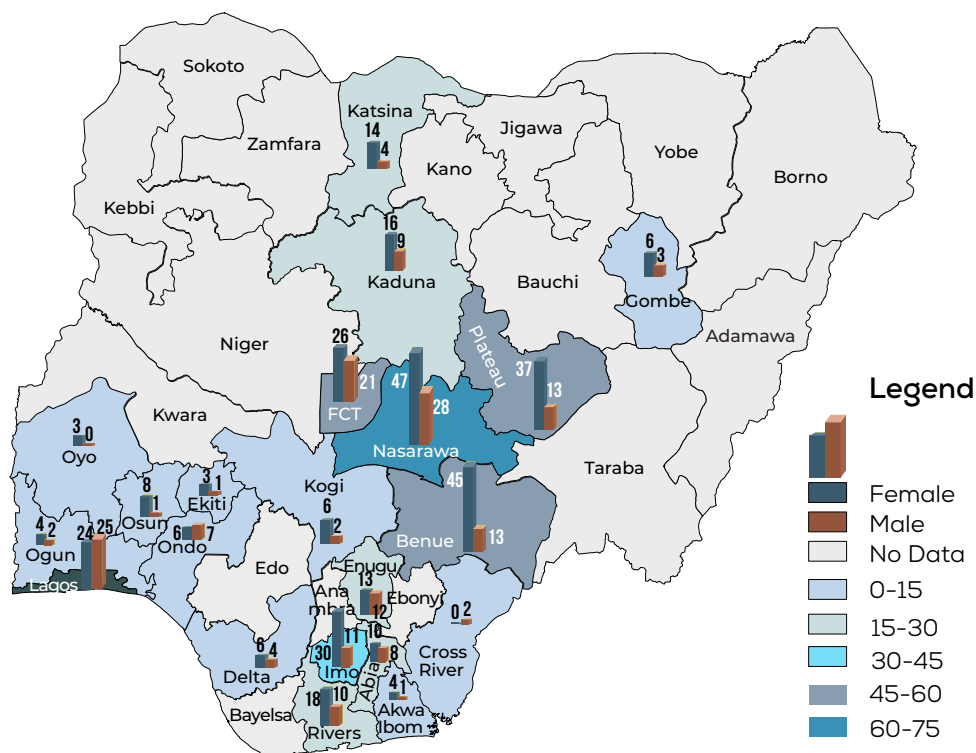 Sokoto
Katsina
14
4
Zamfara
Jigawa
Kano
Yobe
Borno
Kebbi
16
9
Kaduna
Bauchi
6
3
Gombe
Adamawa
Niger
26
21
FCT
47
28
Nasarawa
Plateau
37
13
Kwara
3
0
Oyo
Taraba
Kogi
6
2
45
13
Benue
8
1
Osun
3
1
Ekiti
4
2
Ogun
24
25
Lagos
6
7
Ondo
Edo
Enugu
13
12
Ana
mbra
Ebonyi
0
2
Cross
River
30
11
Imo
10
8
Abia
6
4
Delta
18
10
Rivers
4
1
Akwa
Ibom
Bayelsa
Legend
Female
Male
No Data
0-15
15-30
30-45
45-60
60-75